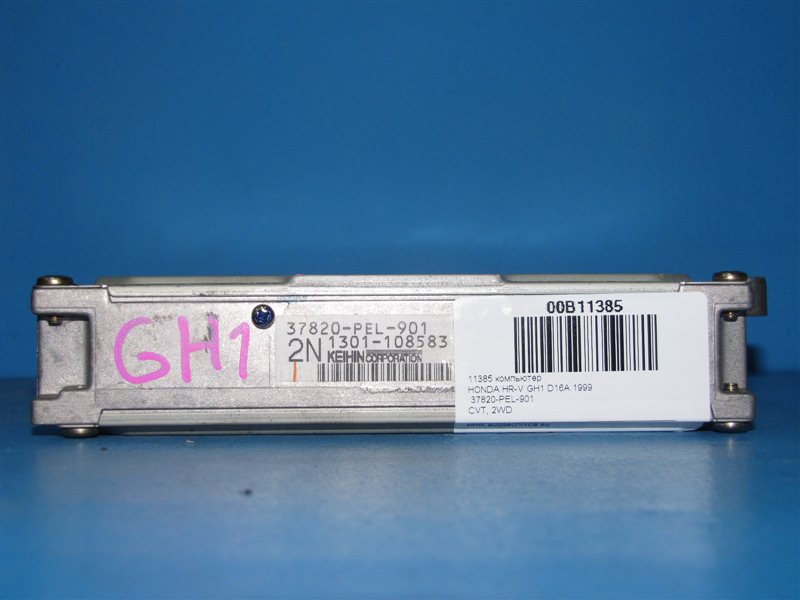 GH1
37820-PEL-901
2N 1301-108583
KEIHIN CORPORATION
00B11385
11385 компьютер
HONDA HR-V GH1 D16A 1999
37820-PEL-901
CVT, 2WD